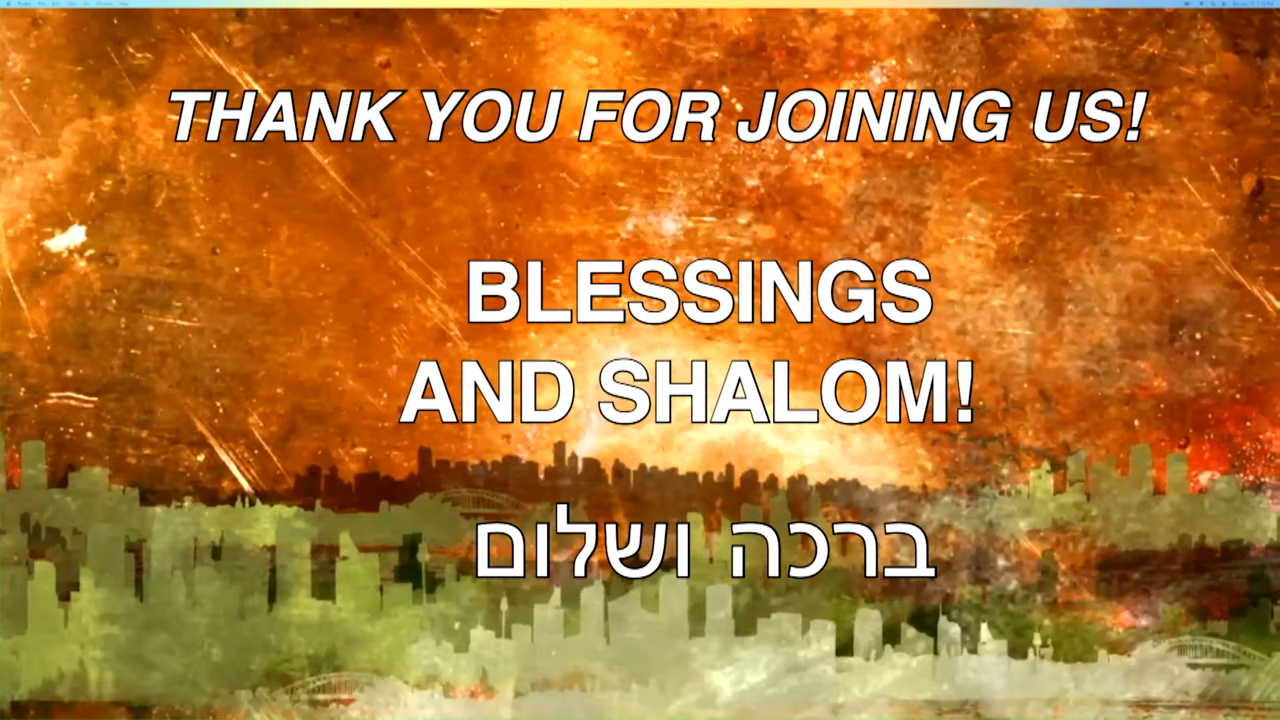 THANK YOU FOR JOINING US!
BLESSINGS
AND SHALOM!
ברכה ושלום